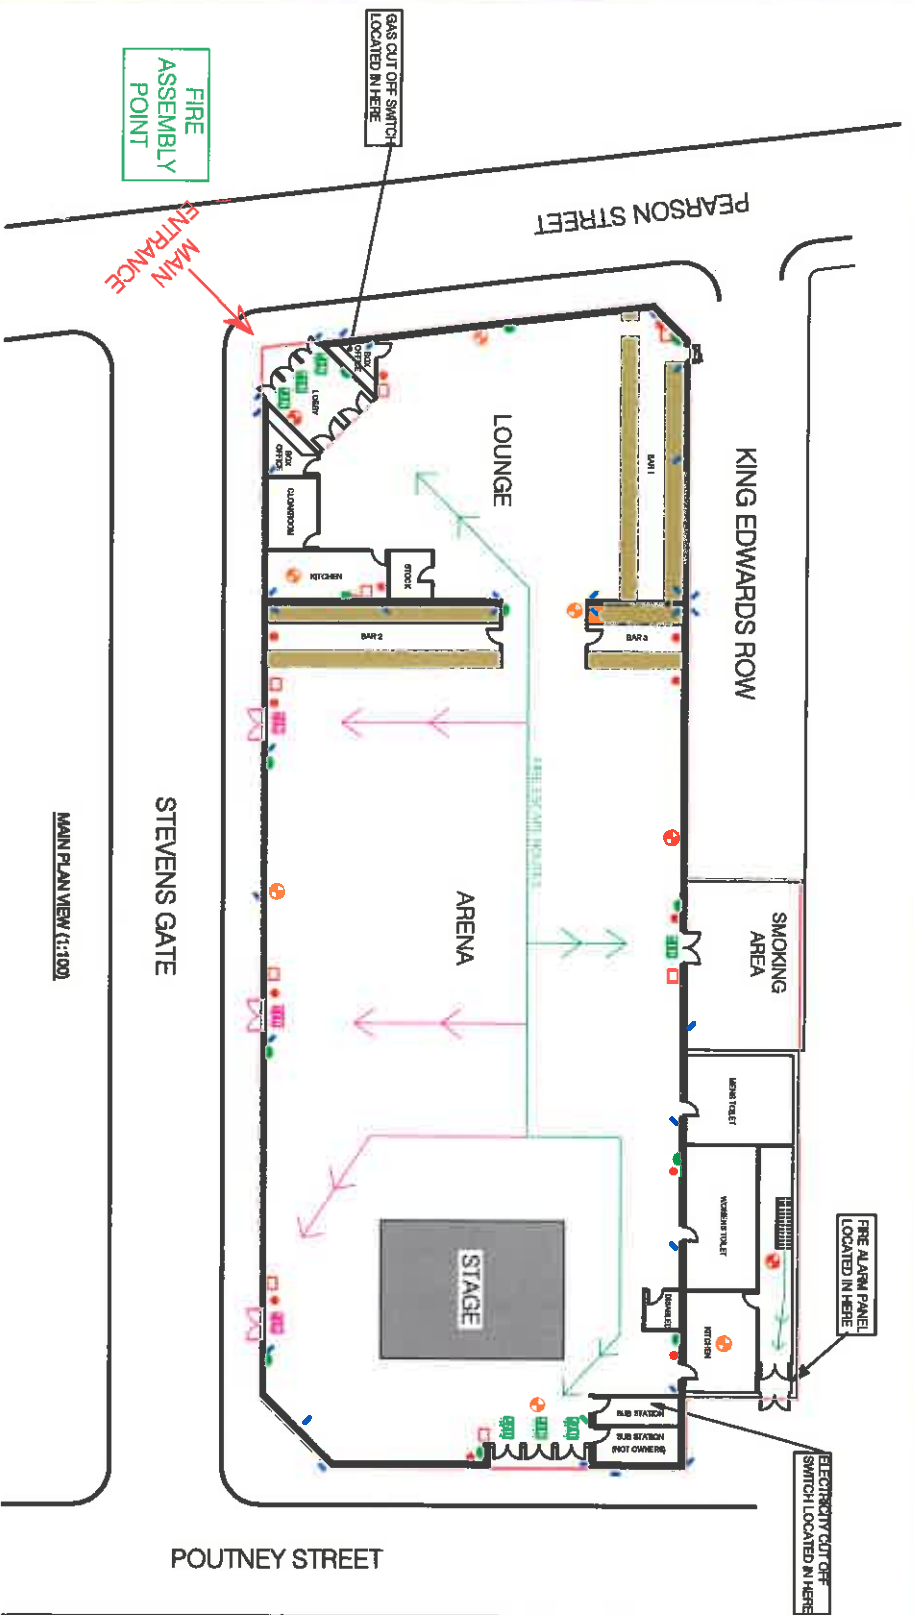 GAS CUT OFF SWITCH
LOCATED IN HERE
FIRE
ASSEMBLY
POINT
MAIN
ENTRANCE
PEARSON STREET
KING EDWARDS ROW
BOX
OFFICE
LOBBY
BOX
OFFICE
CLOAKROOM
LOUNGE
BAR 1
KITCHEN
STOCK
BAR 2
BAR 3
FIRE ESCAPE ROUTES
ARENA
SMOKING
AREA
MENS TOILET
WOMENS TOILET
DISABLED
KITCHEN
FIRE ALARM PANEL
LOCATED IN HERE
STAGE
SUB STATION
SUB STATION
(NOT OWNERS)
ELECTRICITY CUT OFF
SWITCH LOCATED IN HERE
STEVENS GATE
MAIN PLAN VIEW (1:100)
POUTNEY STREET